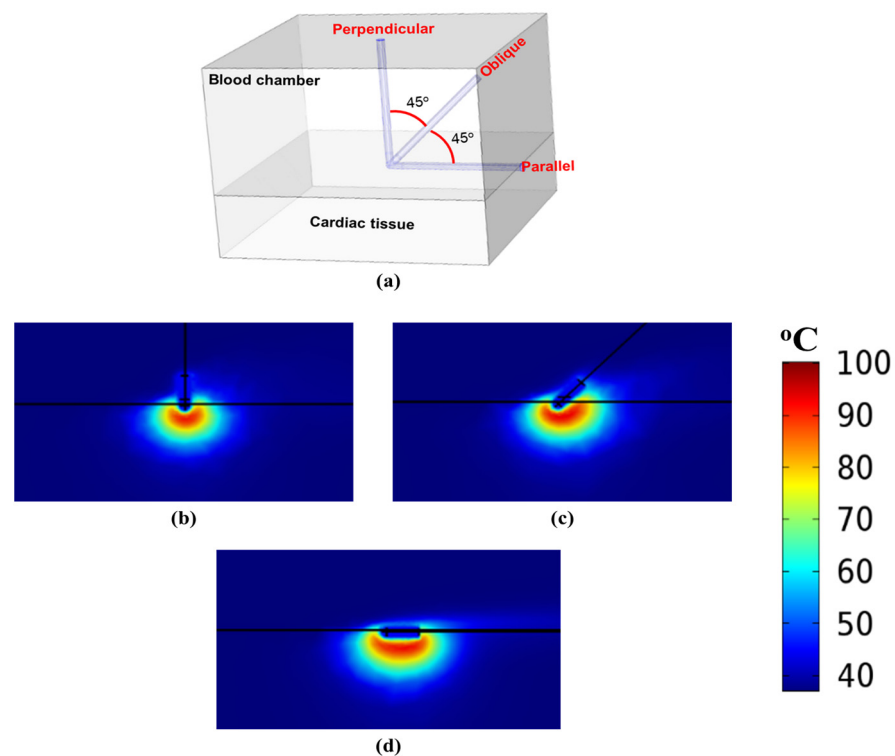 Perpendicular
Oblique
Blood chamber
45°
45°
Parallel
Cardiac tissue
(a)
°C
100
90
80
70
60
50
40
(b)
(c)
(d)